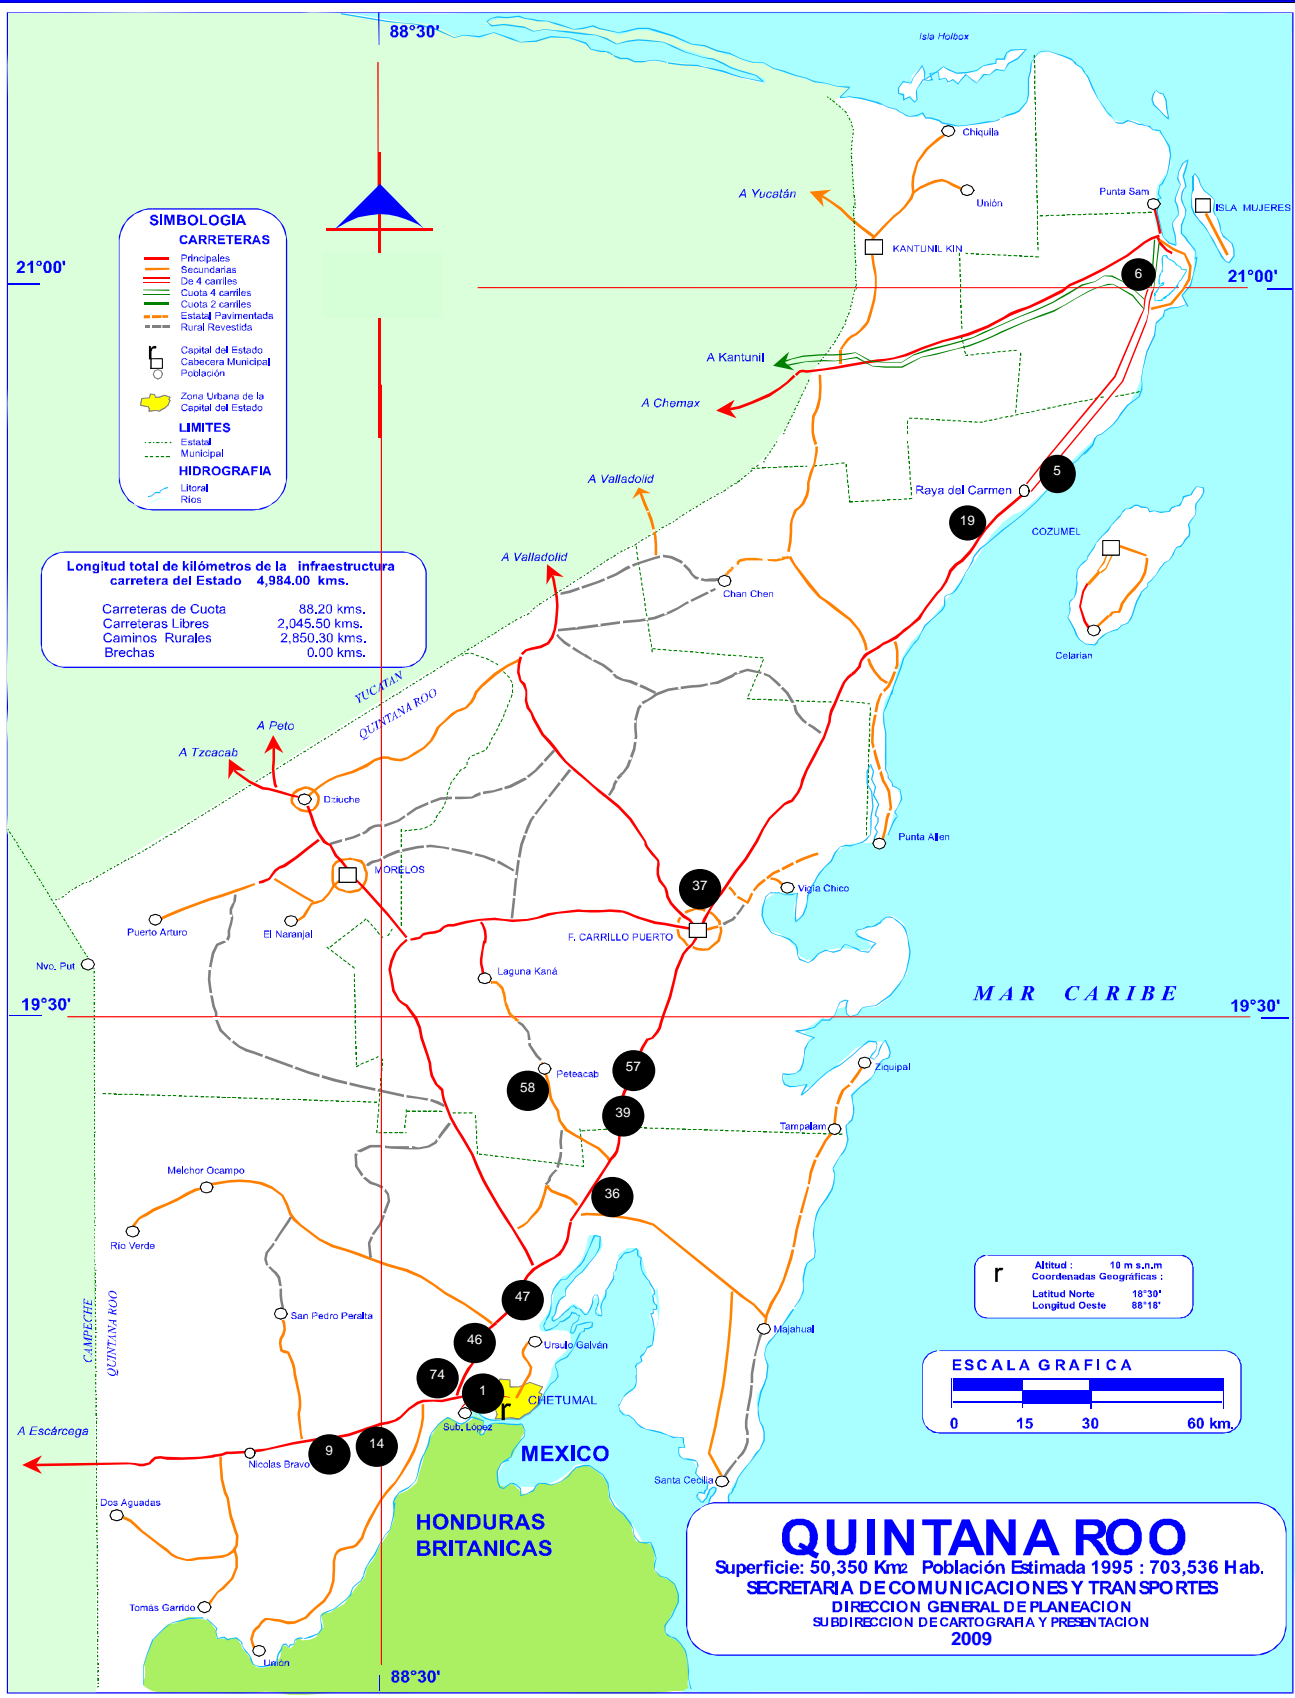 88°30'
Isla Holbox
Chiquila
A Yucatán
Unión
Punta Sam
ISLA MUJERES
KANTUNIL KIN
SIMBOLOGIA
CARRETERAS
Principales
Secundarias
De 4 carriles
Cuota 4 carriles
Cuota 2 carriles
Estatal Pavimentada
Rural Revestida
r Capital del Estado
Cabecera Municipal
Población
Zona Urbana de la
Capital del Estado
LIMITES
Estatal
Municipal
HIDROGRAFIA
Litoral
Rios
21°00'
21°00'
6
A Kantunil
A Chemax
A Valladolid
5
Raya del Carmen
19
COZUMEL
A Valladolid
Chan Chen
Celarian
Longitud total de kilómetros de la infraestructura
carretera del Estado 4,984.00 kms.
Carreteras de Cuota 88.20 kms.
Carreteras Libres 2,045.50 kms.
Caminos Rurales 2,850.30 kms.
Brechas 0.00 kms.
YUCATAN
QUINTANA ROO
A Peto
A Tzcacab
Dziuche
Punta Allen
MORELOS
37
Vigia Chico
Puerto Arturo
El Naranjal
F. CARRILLO PUERTO
Nvo. Put
Laguna Kaná
MAR CARIBE
19°30'
19°30'
Peteacab
57
58
Ziquipal
39
Tampalam
Melchor Ocampo
36
Rio Verde
r
Altitud : 10 m s.n.m
Coordenadas Geográficas :
Latitud Norte 18°30'
Longitud Oeste 88°18'
47
San Pedro Peralta
CAMPECHE
QUINTANA ROO
46
Ursulo Galván
Majahual
74
1
CHETUMAL
r
Sub. López
ESCALA GRAFICA
0 15 30 60 km.
A Escárcega
9
14
Nicolas Bravo
MEXICO
Santa Cecilia
Dos Aguadas
HONDURAS
BRITANICAS
Tomás Garrido
Unión
QUINTANA ROO
Superficie: 50,350 Km2 Población Estimada 1995 : 703,536 Hab.
SECRETARIA DE COMUNICACIONES Y TRANSPORTES
DIRECCION GENERAL DE PLANEACION
SUBDIRECCION DE CARTOGRAFIA Y PRESENTACION
2009
88°30'